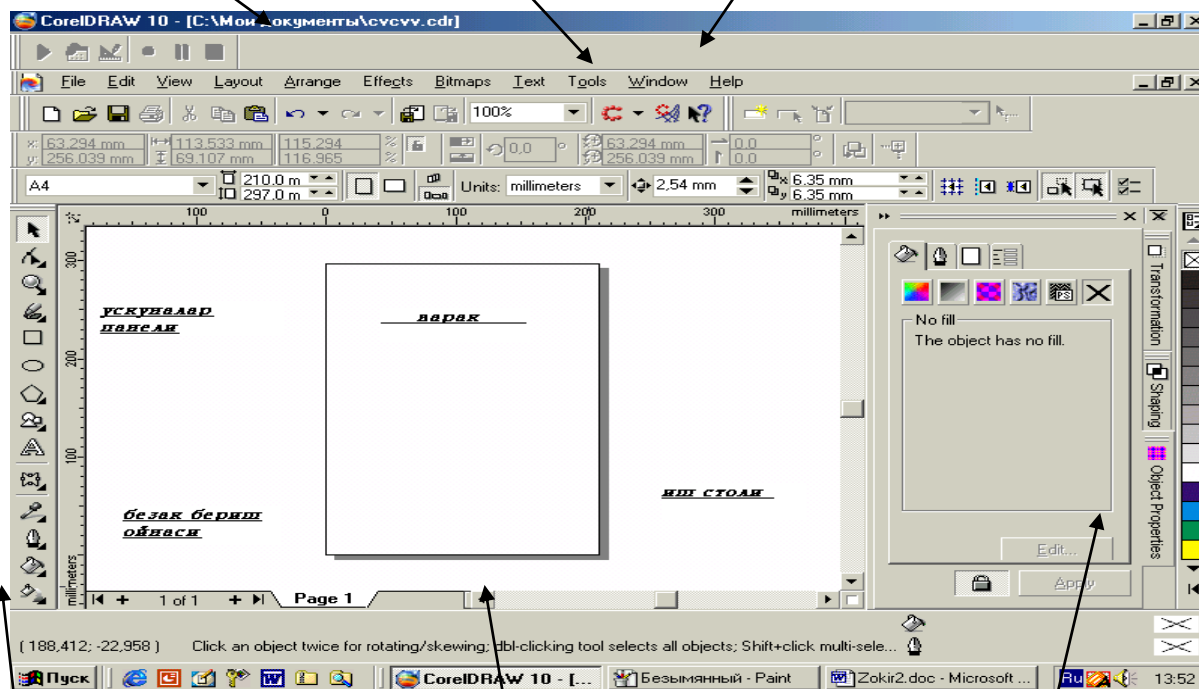 CorelDRAW 10 - [C:\Мои документы\cvcvv.cdr]
File Edit View Layout Arrange Effects Bitmaps Text Tools Window Help
100%
x: 63.294 mm 113.533 mm 115.294 % 0,0 ° 63.294 mm 0.0 °
y: 256.039 mm 69.107 mm 116.965 % 256.039 mm 0.0 °
A4 210.0 m Units: millimeters 2,54 mm x 6.35 mm
297.0 m y 6.35 mm
100 0 100 200 300 millimeters
300
200
100
millimeters
ускуналар
панели
варак
иш столи
безак бериш
ойнаси
No fill
The object has no fill.
PS
Edit...
Apply
Transformation
Shaping
Object Properties
1 of 1 Page 1
( 188,412; -22,958 ) Click an object twice for rotating/skewing; dbl-clicking tool selects all objects; Shift+click multi-sele...
Пуск CorelDRAW 10 - [... Безымянный - Paint Zokir2.doc - Microsoft ... Ru 13:52